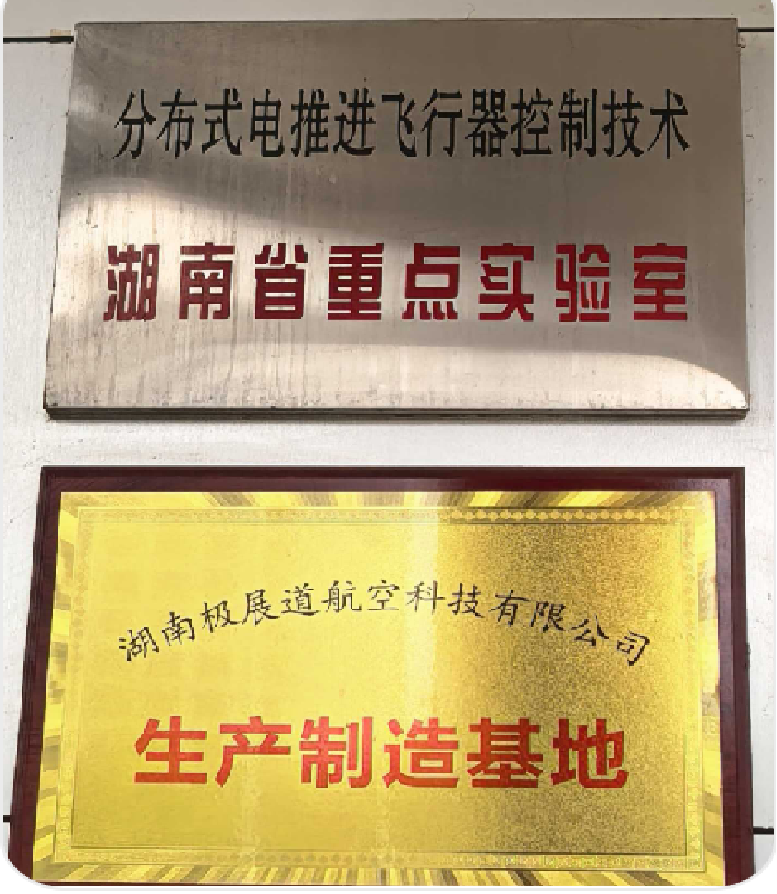 分布式电推进飞行器控制技术
湖南省重点实验室
湖南极展道航空科技有限公司
生产制造基地